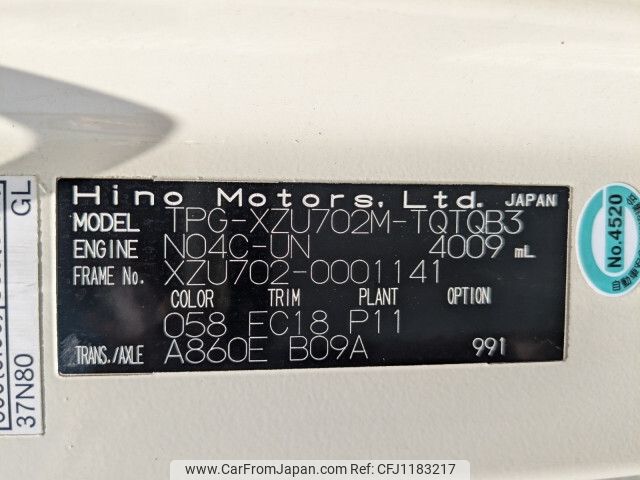 Hino Motors, Ltd. JAPAN
MODEL TPG-XZU702M-TQTQB3
ENGINE N04C-UN 4009 mL
FRAME No. XZU702-0001141
COLOR TRIM PLANT OPTION
058 FC18 P11
TRANS./AXLE A860E B09A 991
GL
37N80
No.4520
www.CarFromJapan.com REF No: CFJ1183217